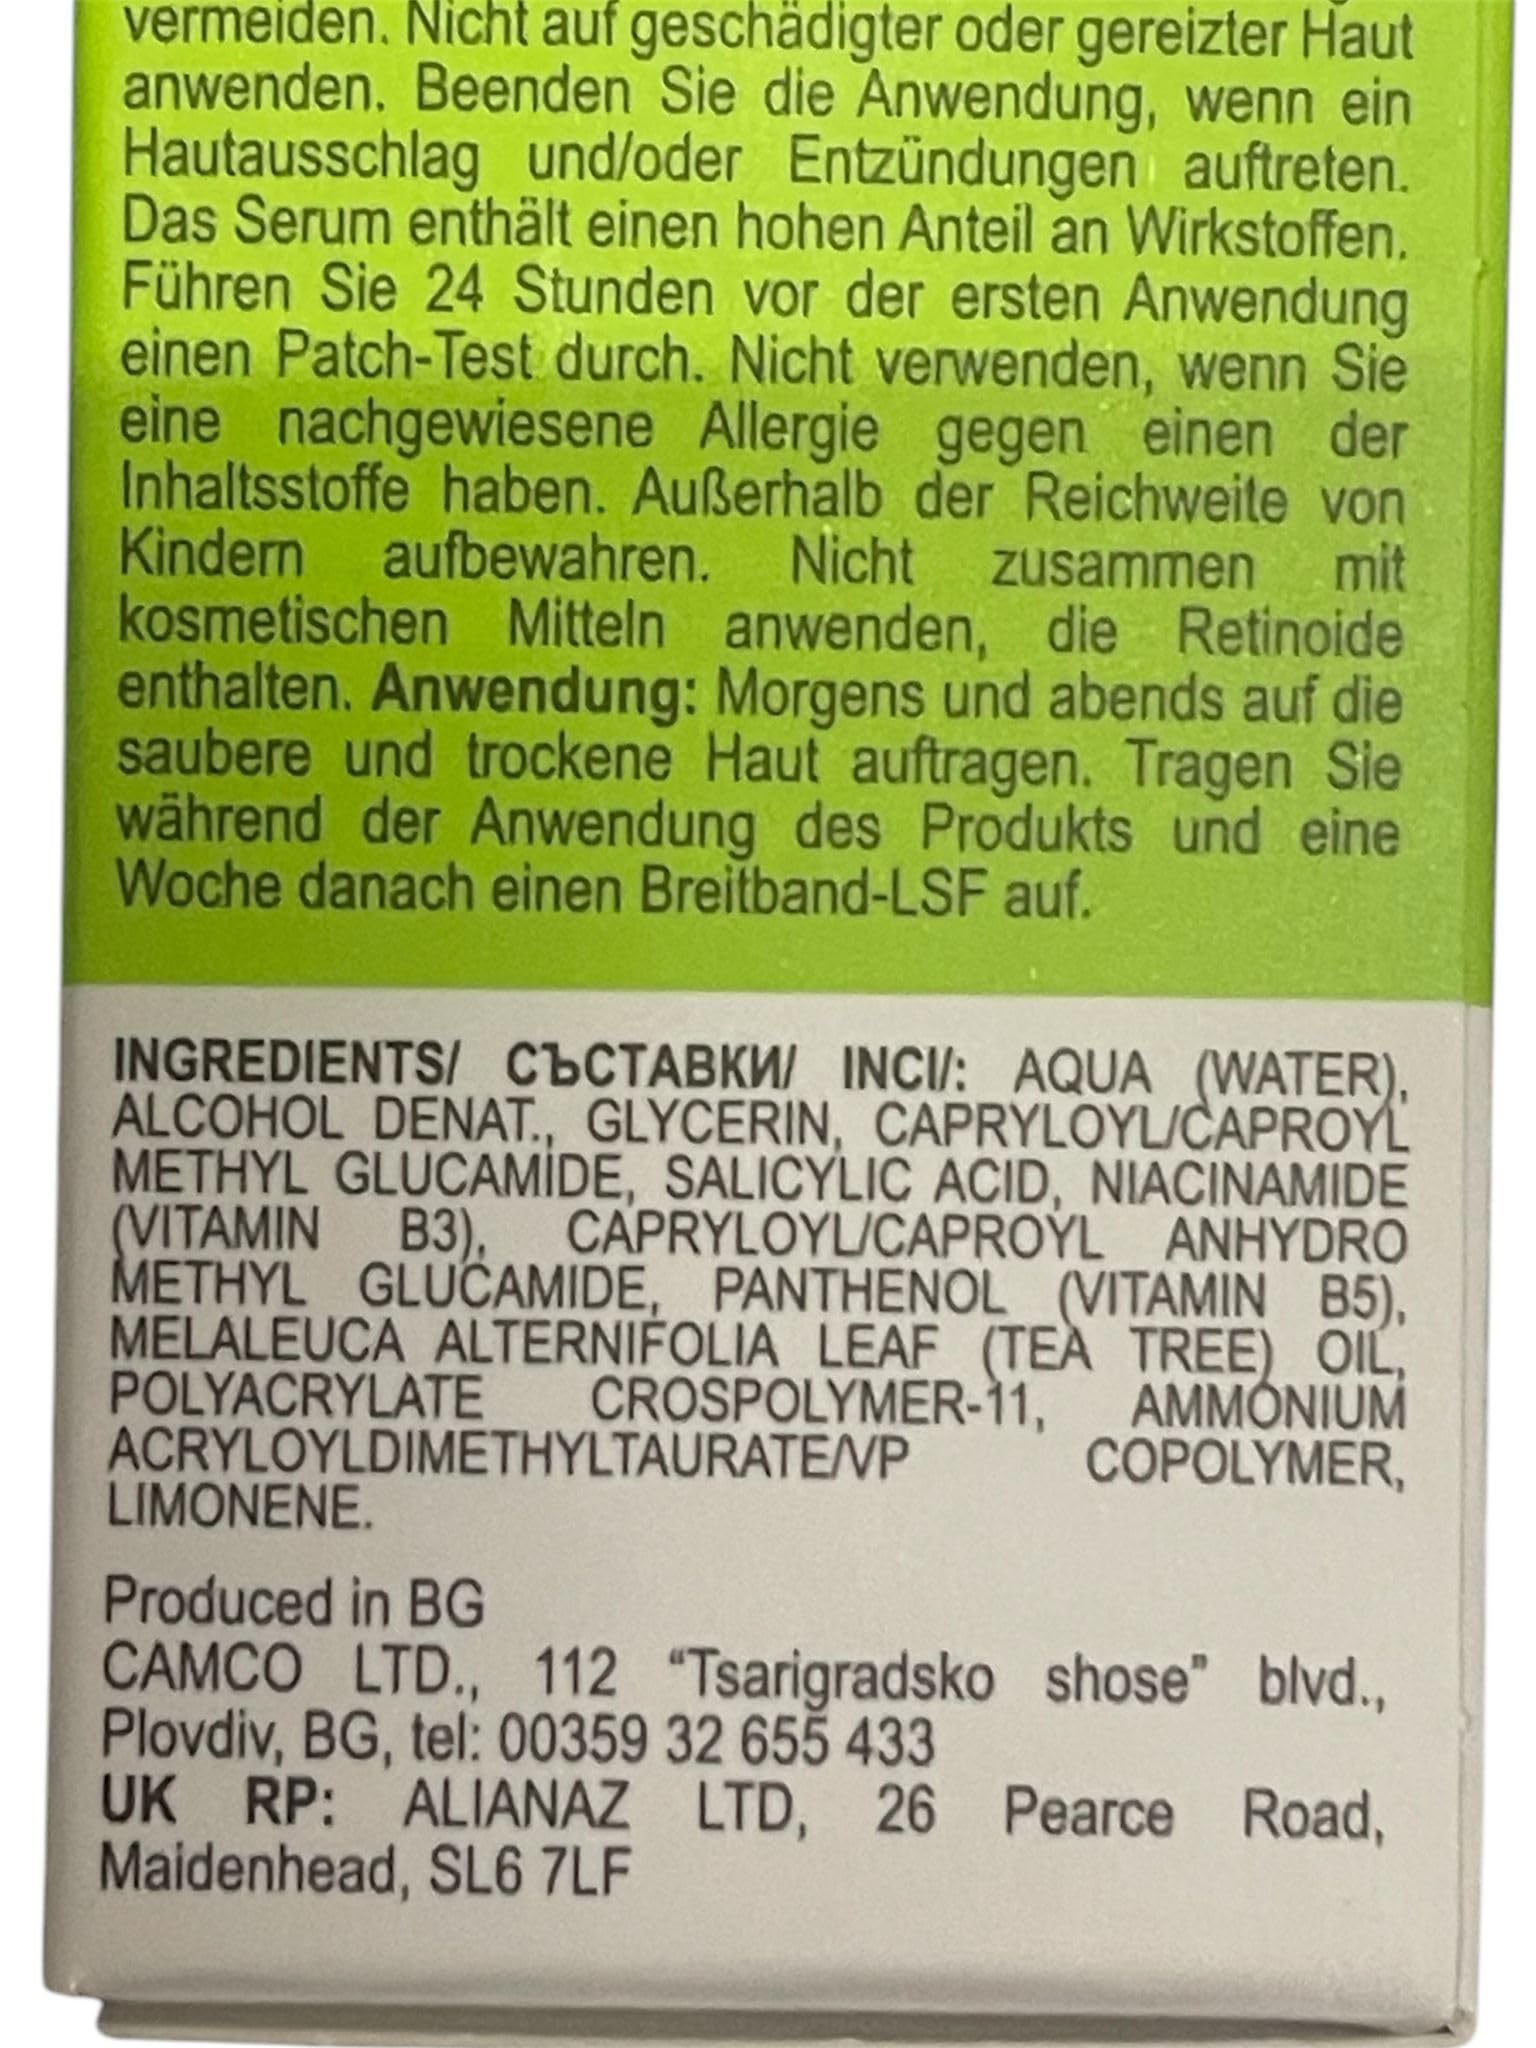 vermeiden. Nicht auf geschädigter oder gereizter Haut
anwenden. Beenden Sie die Anwendung, wenn ein
Hautausschlag und/oder Entzündungen auftreten.
Das Serum enthält einen hohen Anteil an Wirkstoffen.
Führen Sie 24 Stunden vor der ersten Anwendung
einen Patch-Test durch. Nicht verwenden, wenn Sie
eine nachgewiesene Allergie gegen einen der
Inhaltsstoffe haben. Außerhalb der Reichweite von
Kindern aufbewahren. Nicht zusammen mit
kosmetischen Mitteln anwenden, die Retinoide
enthalten. Anwendung: Morgens und abends auf die
saubere und trockene Haut auftragen. Tragen Sie
während der Anwendung des Produkts und eine
Woche danach einen Breitband-LSF auf.
INGREDIENTS/ СЪСТАВКИ/ INCI/: AQUA (WATER),
ALCOHOL DENAT., GLYCERIN, CAPRYLOYL/CAPROYL
METHYL GLUCAMIDE, SALICYLIC ACID, NIACINAMIDE
(VITAMIN B3), CAPRYLOYL/CAPROYL ANHYDRO
METHYL GLUCAMIDE, PANTHENOL (VITAMIN B5),
MELALEUCA ALTERNIFOLIA LEAF (TEA TREE) OIL,
POLYACRYLATE CROSPOLYMER-11, AMMONIUM
ACRYLOYLDIMETHYLTAURATE/VP COPOLYMER,
LIMONENE.
Produced in BG
CAMCO LTD., 112 “Tsarigradsko shose” blvd.,
Plovdiv, BG, tel: 00359 32 655 433
UK RP: ALIANAZ LTD, 26 Pearce Road,
Maidenhead, SL6 7LF